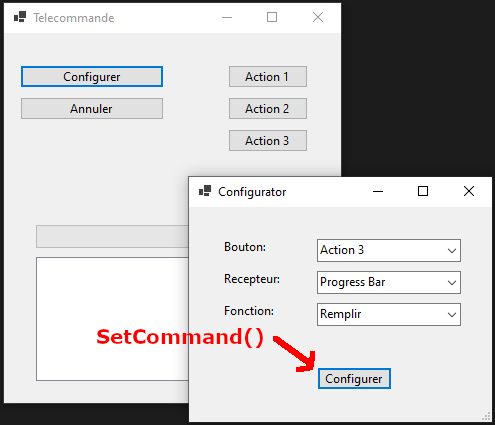 Telecommande
Configurer
Action 1
Annuler
Action 2
Action 3
Configurator
Bouton:
Action 3
Recepteur:
Progress Bar
Fonction:
Remplir
SetCommand()
Configurer